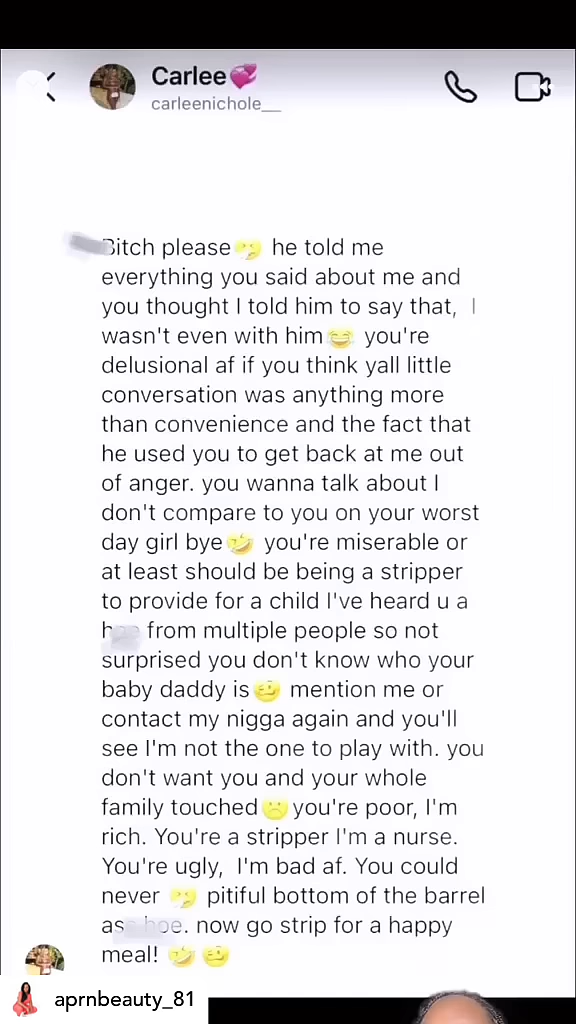 Carlee💞
carleenichole__
Bitch please🤧 he told me
everything you said about me and
you thought I told him to say that, I
wasn't even with him😂 you're
delusional af if you think yall little
conversation was anything more
than convenience and the fact that
he used you to get back at me out
of anger. you wanna talk about I
don't compare to you on your worst
day girl bye🤣 you're miserable or
at least should be being a stripper
to provide for a child I've heard u a
from multiple people so not
surprised you don't know who your
baby daddy is🥴 mention me or
contact my nigga again and you'll
see I'm not the one to play with. you
don't want you and your whole
family touched☹️ you're poor, I'm
rich. You're a stripper I'm a nurse.
You're ugly, I'm bad af. You could
never 🤧 pitiful bottom of the barrel
ass hoe. now go strip for a happy
meal! 🤣 🥴
aprnbeauty_81